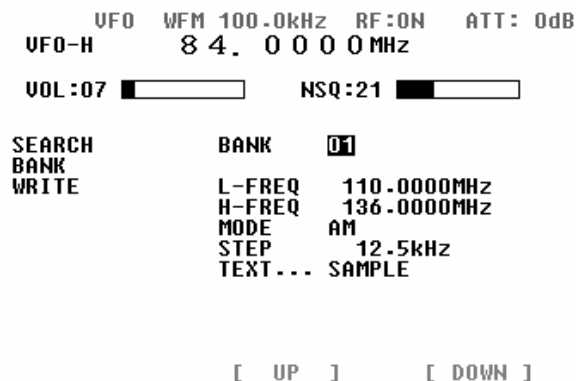 VFO WFM 100.0kHz RF:ON ATT: 0dB
VFO-H 84.0000MHz
VOL:07 NSQ:21
SEARCH BANK 01
BANK
WRITE L-FREQ 110.0000MHz
H-FREQ 136.0000MHz
MODE AM
STEP 12.5kHz
TEXT... SAMPLE
[ UP ] [ DOWN ]